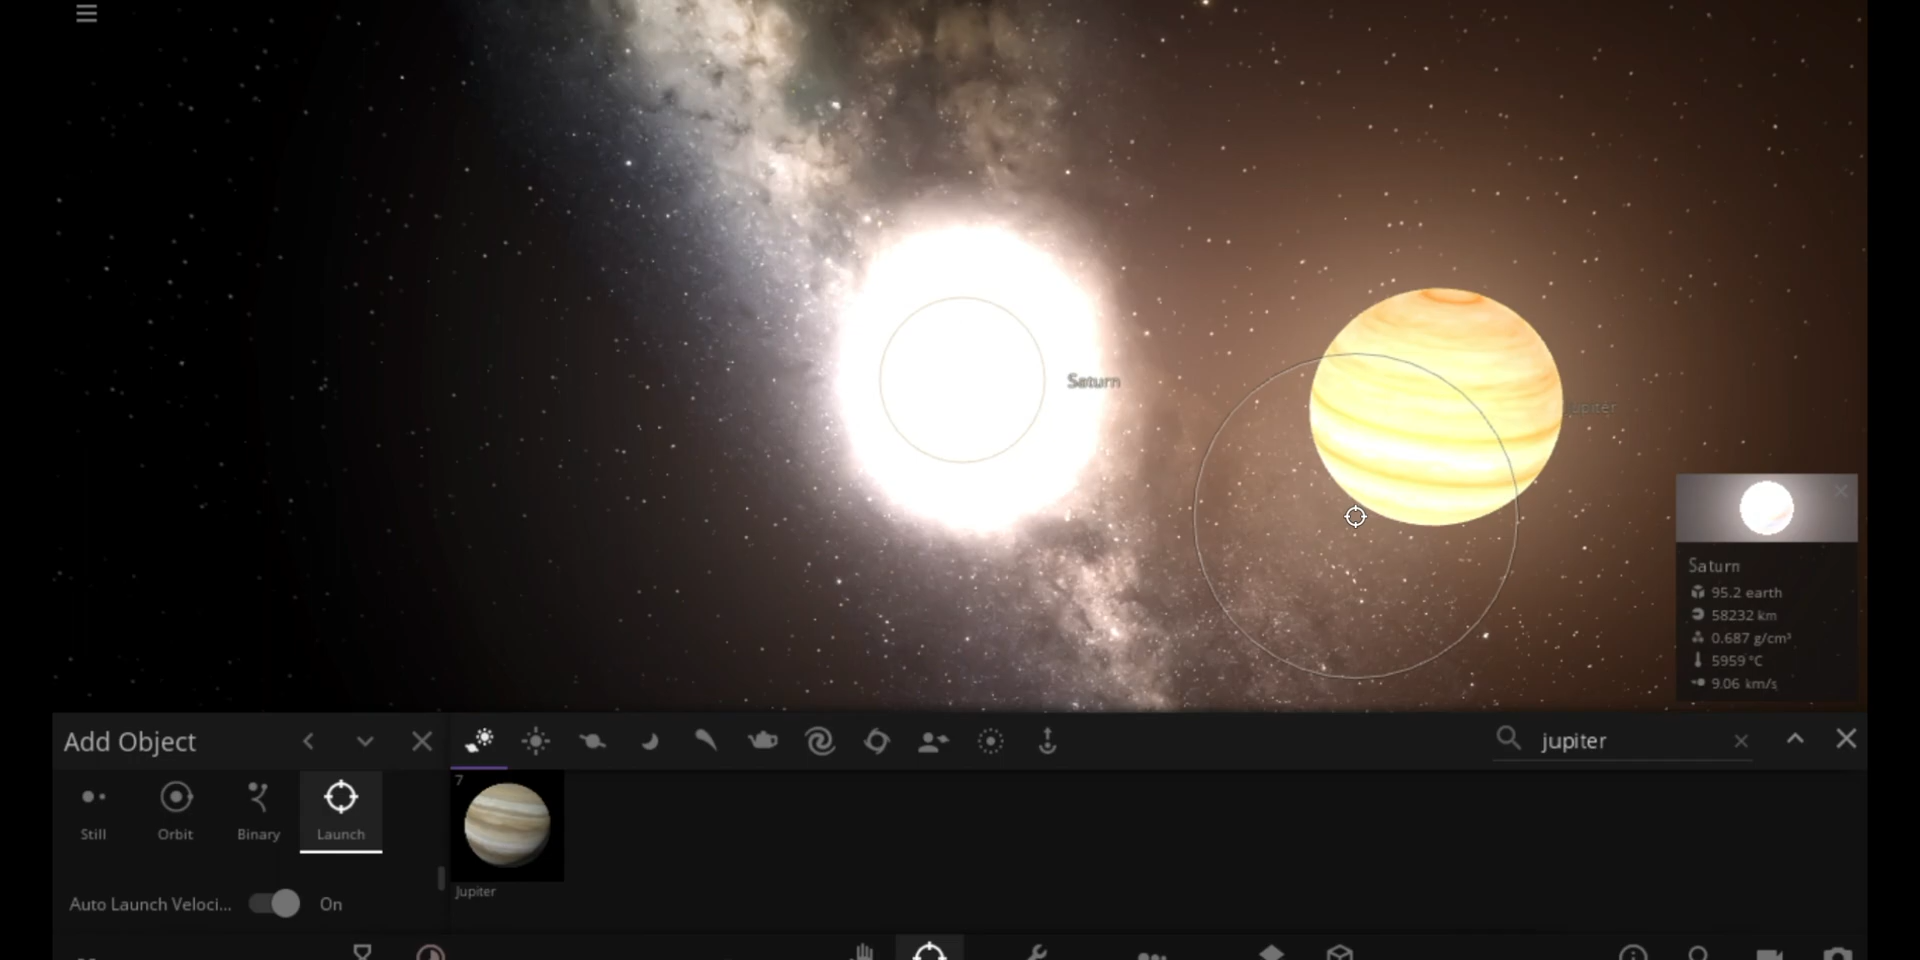 Saturn
Jupiter
Saturn
95.2 earth
58232 km
0.687 g/cm³
5959 °C
9.06 km/s
Add Object
jupiter
Still
Orbit
Binary
Launch
7
Jupiter
Auto Launch Veloci...
On